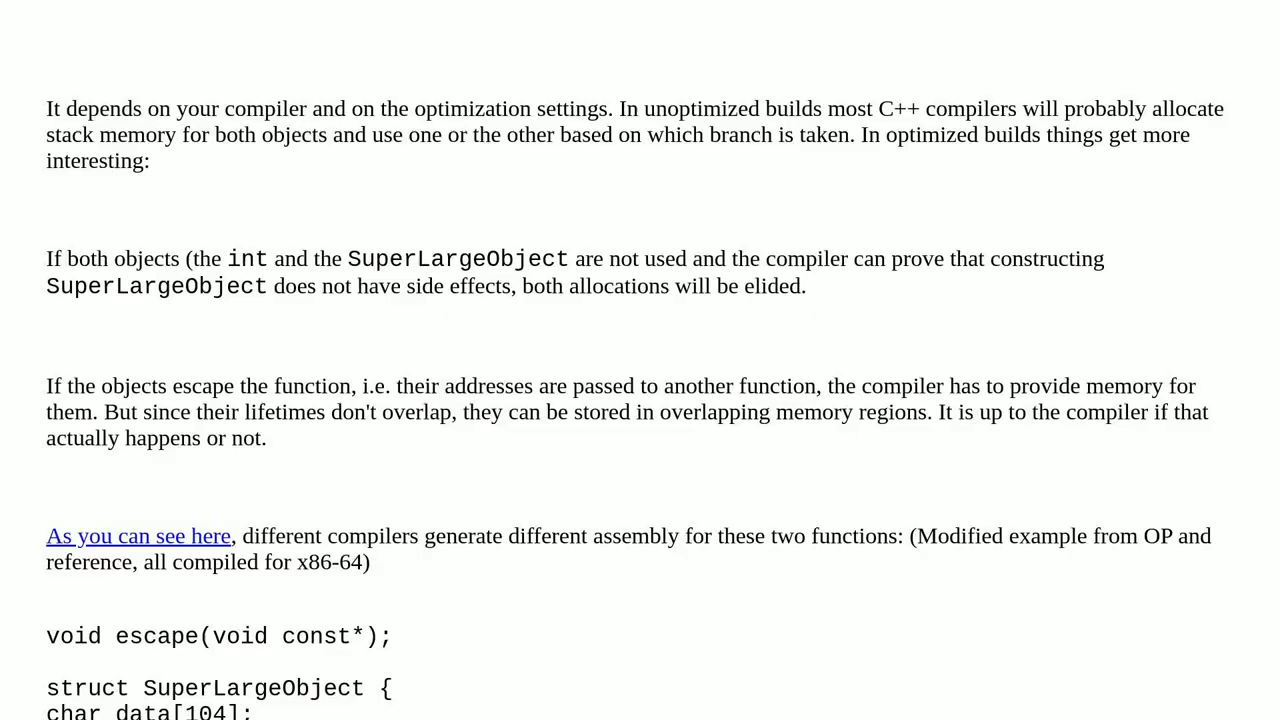 It depends on your compiler and on the optimization settings. In unoptimized builds most C++ compilers will probably allocate
stack memory for both objects and use one or the other based on which branch is taken. In optimized builds things get more
interesting:
If both objects (the int and the SuperLargeObject are not used and the compiler can prove that constructing
SuperLargeObject does not have side effects, both allocations will be elided.
If the objects escape the function, i.e. their addresses are passed to another function, the compiler has to provide memory for
them. But since their lifetimes don't overlap, they can be stored in overlapping memory regions. It is up to the compiler if that
actually happens or not.
As you can see here, different compilers generate different assembly for these two functions: (Modified example from OP and
reference, all compiled for x86-64)
void escape(void const*);
struct SuperLargeObject {
char data[104];